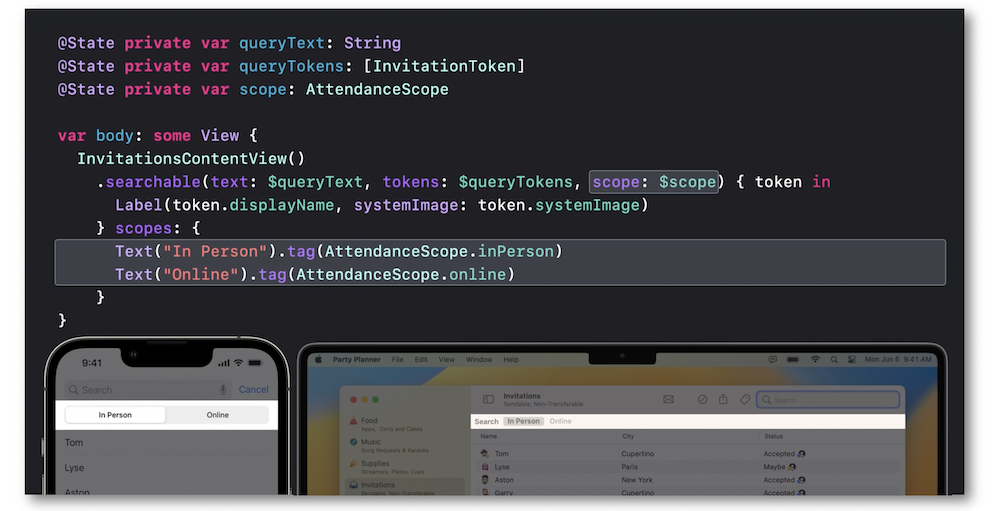 @State private var queryText: String
@State private var queryTokens: [InvitationToken]
@State private var scope: AttendanceScope
var body: some View {
InvitationsContentView()
.searchable(text: $queryText, tokens: $queryTokens, scope: $scope) { token in
Label(token.displayName, systemImage: token.systemImage)
} scopes: {
Text("In Person").tag(AttendanceScope.inPerson)
Text("Online").tag(AttendanceScope.online)
}
}
9:41
Search Cancel
In Person Online
Tom
Lyse
Aston
Party Planner File Edit View Window Help Mon Jun 6 9:41 AM
Food
Apps, 'Zerts and Cakes
Music
Song Requests & Karaoke
Supplies
Streamers, Plates, Cups
Invitations
Sendable, Non-Transferable
Invitations
Sendable, Non-Transferable
Search
Search In Person Online
Name City Status
Tom Cupertino Accepted
Lyse Paris Maybe
Aston New York Accepted
Garry Cupertino Accepted